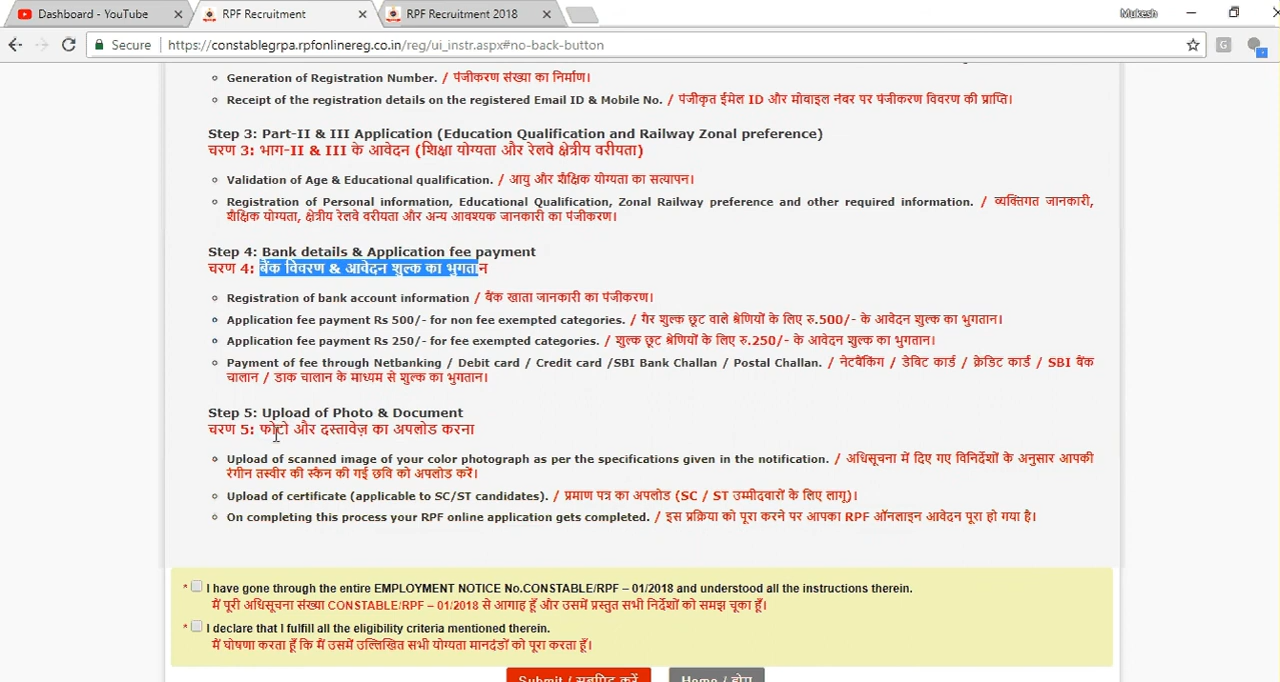 Dashboard - YouTube
RPF Recruitment
RPF Recruitment 2018
Mukesh
Secure
https://constablegrpa.rpfonlinereg.co.in/reg/ui_instr.aspx#no-back-button
G
Generation of Registration Number. / पंजीकरण संख्या का निर्माण।
Receipt of the registration details on the registered Email ID & Mobile No. / पंजीकृत ईमेल ID और मोवाइल नंबर पर पंजीकरण विवरण की प्राप्ति।
Step 3: Part-II & III Application (Education Qualification and Railway Zonal preference)
चरण 3: भाग-II & III के आवेदन (शिक्षा योग्यता और रेलवे क्षेत्रीय वरीयता)
Validation of Age & Educational qualification. / आयु और शैक्षिक योग्यता का सत्यापन।
Registration of Personal information, Educational Qualification, Zonal Railway preference and other required information. / व्यक्तिगत जानकारी,
शैक्षिक योग्यता, क्षेत्रीय रेलवे वरीयता और अन्य आवश्यक जानकारी का पंजीकरण।
Step 4: Bank details & Application fee payment
चरण 4: बैंक विवरण & आवेदन शुल्क का भुगतान
Registration of bank account information / बैंक खाता जानकारी का पंजीकरण।
Application fee payment Rs 500/- for non fee exempted categories. / गैर शुल्क छूट वाले श्रेणियों के लिए रु.500/- के आवेदन शुल्क का भुगतान।
Application fee payment Rs 250/- for fee exempted categories. / शुल्क छूट श्रेणियों के लिए रु.250/- के आवेदन शुल्क का भुगतान।
Payment of fee through Netbanking / Debit card / Credit card /SBI Bank Challan / Postal Challan. / नेटवैंकिंग / डेबिट कार्ड / क्रेडिट कार्ड / SBI बैंक
चालान / डाक चालान के माध्यम से शुल्क का भुगतान।
Step 5: Upload of Photo & Document
चरण 5: फोटो और दस्तावेज़ का अपलोड करना
Upload of scanned image of your color photograph as per the specifications given in the notification. / अधिसूचना में दिए गए विनिर्देशों के अनुसार आपकी
रंगीन तस्वीर की स्कैन की गई छवि को अपलोड करें।
Upload of certificate (applicable to SC/ST candidates). / प्रमाण पत्र का अपलोड (SC / ST उम्मीदवारों के लिए लागू)।
On completing this process your RPF online application gets completed. / इस प्रक्रिया को पूरा करने पर आपका RPF ऑनलाइन आवेदन पूरा हो गया है।
* I have gone through the entire EMPLOYMENT NOTICE No.CONSTABLE/RPF – 01/2018 and understood all the instructions therein.
मैं पूरी अधिसूचना संख्या CONSTABLE/RPF – 01/2018 से आगाह हूँ और उसमें प्रस्तुत सभी निर्देशों को समझ चूका हूँ।
* I declare that I fulfill all the eligibility criteria mentioned therein.
मैं घोषणा करता हूँ कि मैं उसमें उल्लिखित सभी योग्यता मानदंडों को पूरा करता हूँ।
Submit / सबमिट करें
Home / होम